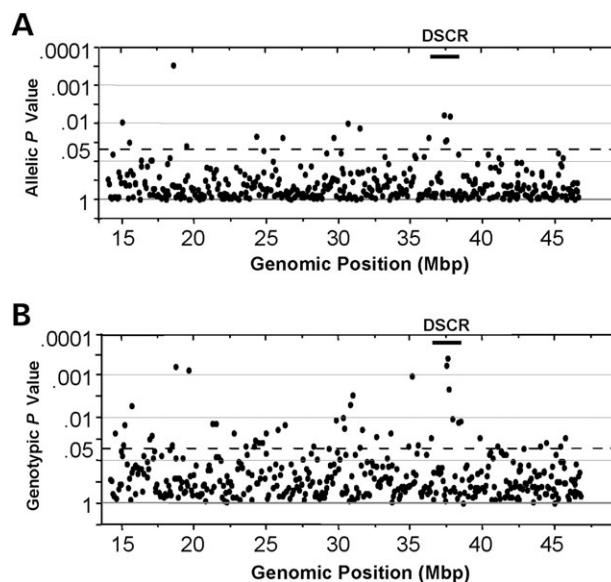 A
DSCR
.0001
.001
.01
.05
1
Allelic P Value
15 20 25 30 35 40 45
Genomic Position (Mbp)
B
DSCR
.0001
.001
.01
.05
1
Genotypic P Value
15 20 25 30 35 40 45
Genomic Position (Mbp)